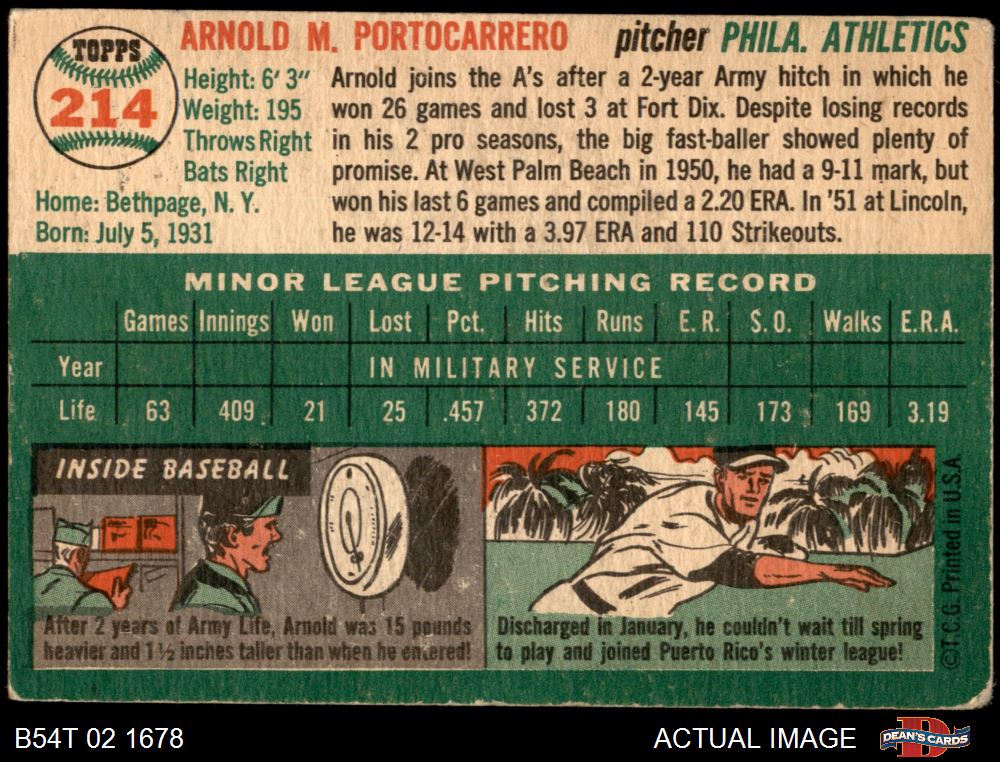 TOPPS
214
ARNOLD M. PORTOCARRERO pitcher PHILA. ATHLETICS
Height: 6' 3"
Weight: 195
Throws Right
Bats Right
Home: Bethpage, N. Y.
Born: July 5, 1931
Arnold joins the A's after a 2-year Army hitch in which he
won 26 games and lost 3 at Fort Dix. Despite losing records
in his 2 pro seasons, the big fast-baller showed plenty of
promise. At West Palm Beach in 1950, he had a 9-11 mark, but
won his last 6 games and compiled a 2.20 ERA. In '51 at Lincoln,
he was 12-14 with a 3.97 ERA and 110 Strikeouts.
MINOR LEAGUE PITCHING RECORD
Games Innings Won Lost Pct. Hits Runs E. R. S. O. Walks E.R.A.
Year IN MILITARY SERVICE
Life 63 409 21 25 .457 372 180 145 173 169 3.19
INSIDE BASEBALL
After 2 years of Army Life, Arnold was 15 pounds
heavier and 1½ inches taller than when he entered!
Discharged in January, he couldn't wait till spring
to play and joined Puerto Rico's winter league!
©T.C.G. Printed in U.S.A.
B54T 02 1678
ACTUAL IMAGE
D
DEAN'S CARDS